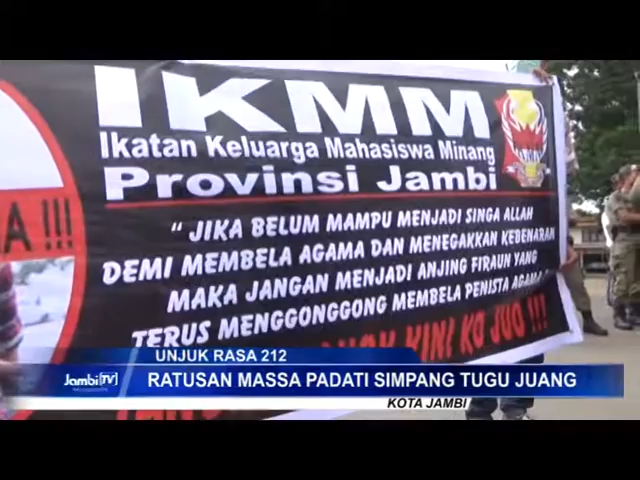 IKMM
Ikatan Keluarga Mahasiswa Minang
Provinsi Jambi
A !!!
" JIKA BELUM MAMPU MENJADI SINGA ALLAH
DEMI MEMBELA AGAMA DAN MENEGAKKAN KEBENARAN
MAKA JANGAN MENJADI ANJING FIRAUN YANG
TERUS MENGGONGGONG MEMBELA PENISTA AGAMA
KINI KO JUO !!!
UNJUK RASA 212
JambiTV
RATUSAN MASSA PADATI SIMPANG TUGU JUANG
KOTA JAMBI